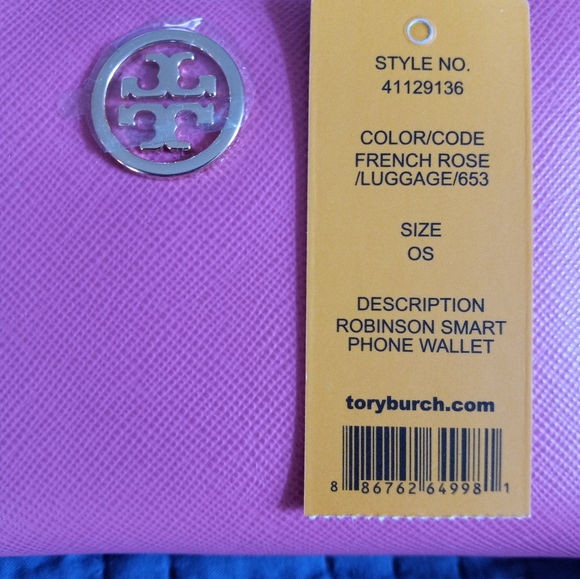 STYLE NO.
41129136
COLOR/CODE
FRENCH ROSE
/LUGGAGE/653
SIZE
OS
DESCRIPTION
ROBINSON SMART
PHONE WALLET
toryburch.com
8 86762 64998 1